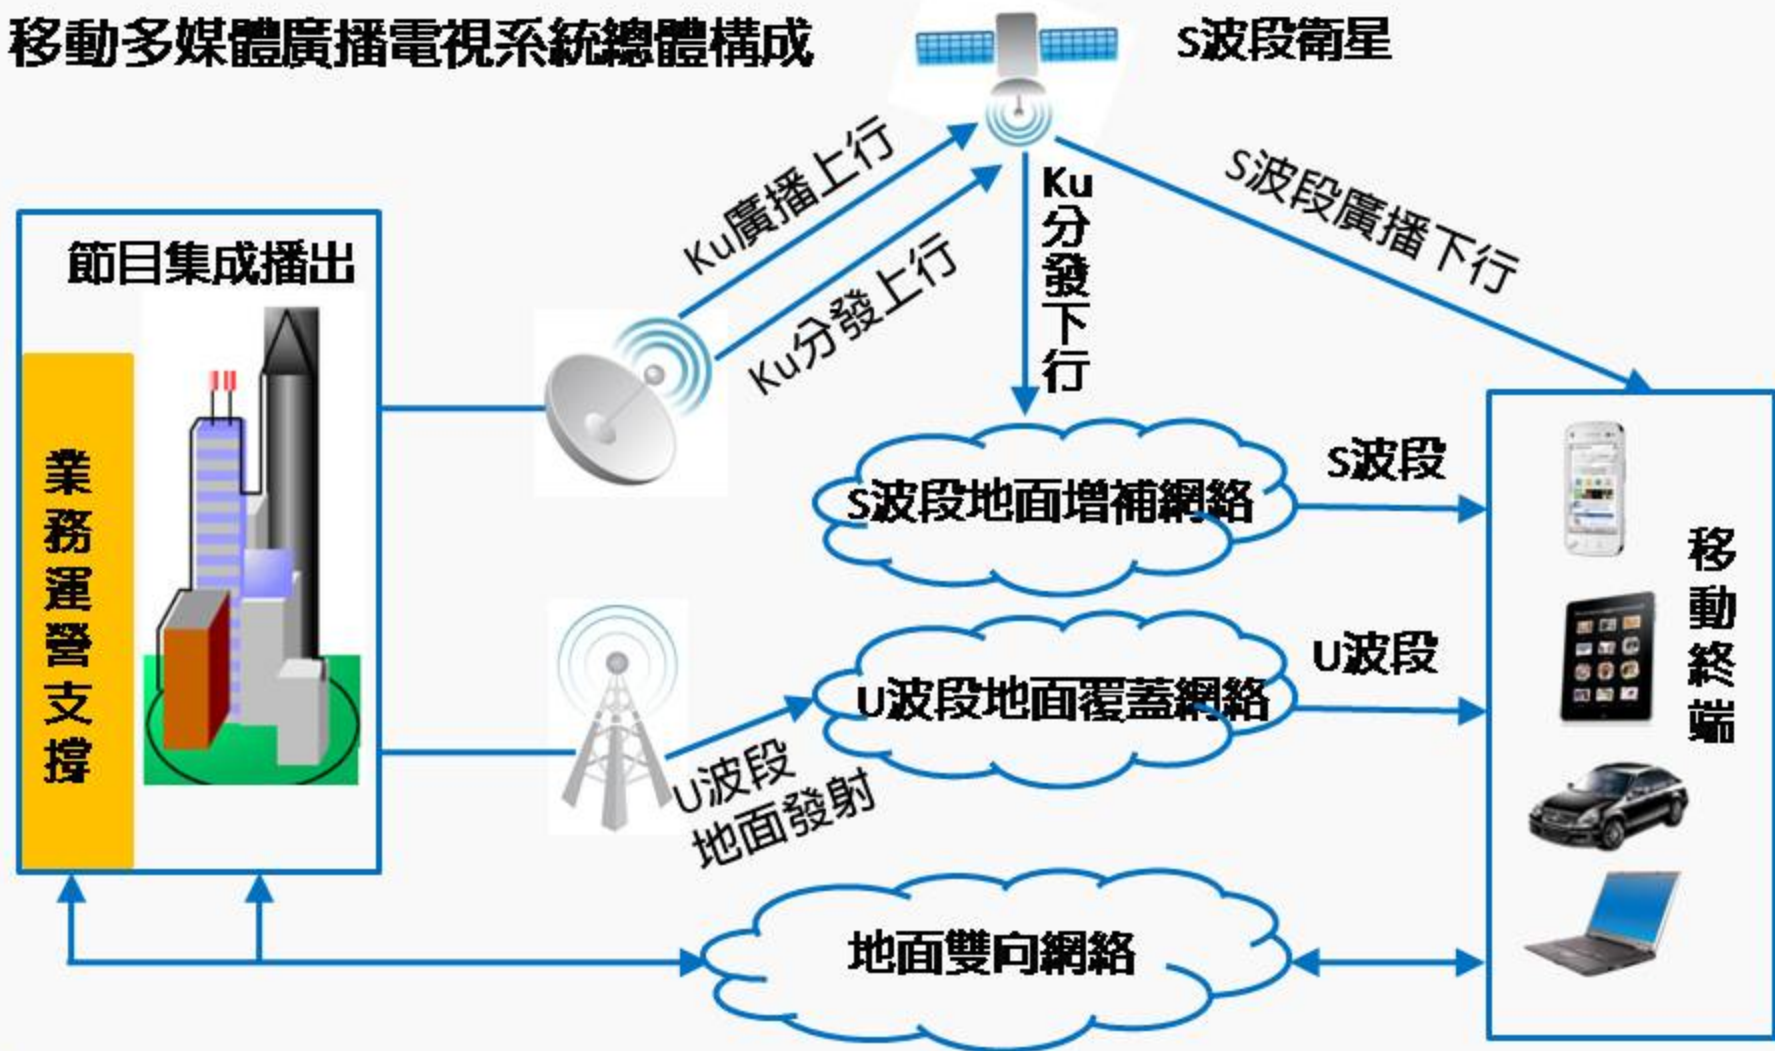 移動多媒體廣播電視系統總體構成
S波段衛星
Ku廣播上行
Ku分發上行
Ku分發下行
S波段廣播下行
節目集成播出
業務運營支撐
S波段地面增補網絡
S波段
U波段地面覆蓋網絡
U波段
U波段
地面發射
移動終端
地面雙向網絡